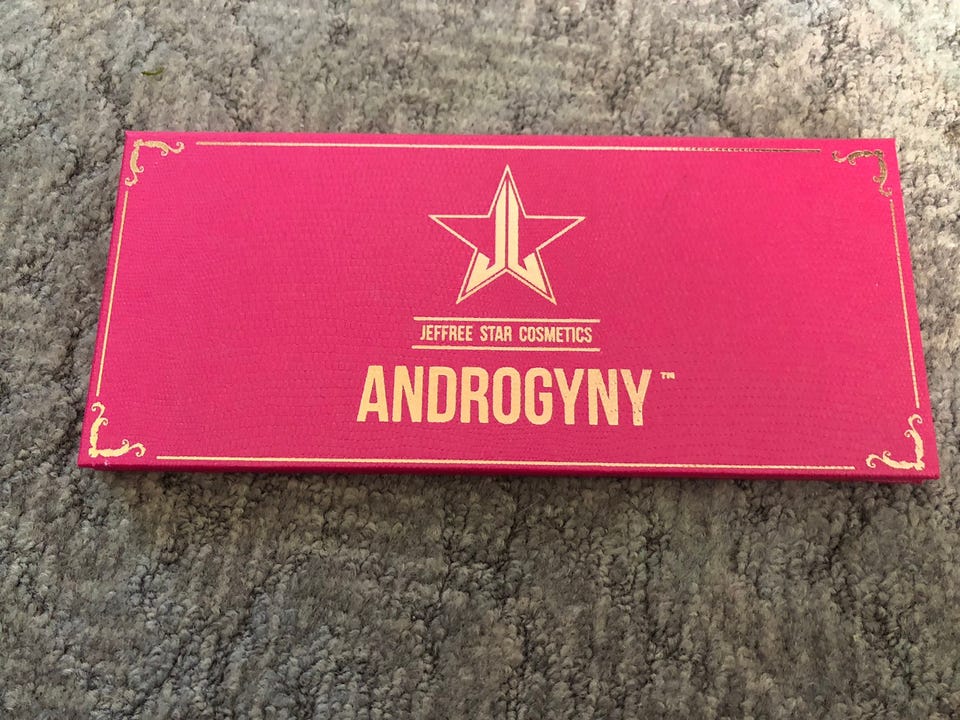 JEFFREE STAR COSMETICS
ANDROGYNY™